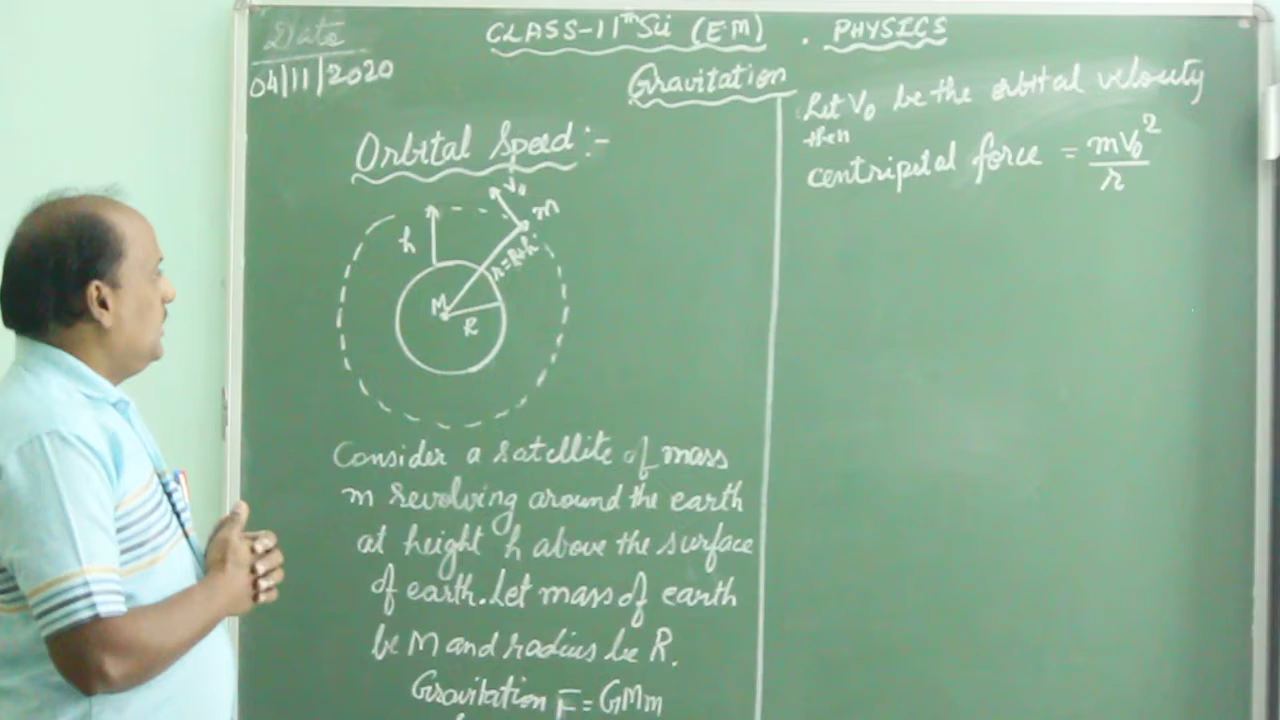 Date
04/11/2020
CLASS-11th Sci (EM) . PHYSICS
Gravitation
Orbital Speed :-
V₀
m
h
r=R+h
M
R
Consider a satellite of mass
m revolving around the earth
at height h above the surface
of earth. Let mass of earth
be M and radius be R.
Gravitation F = GMm
Let V₀ be the orbital velocity
then
centripetal force = mV₀²/r